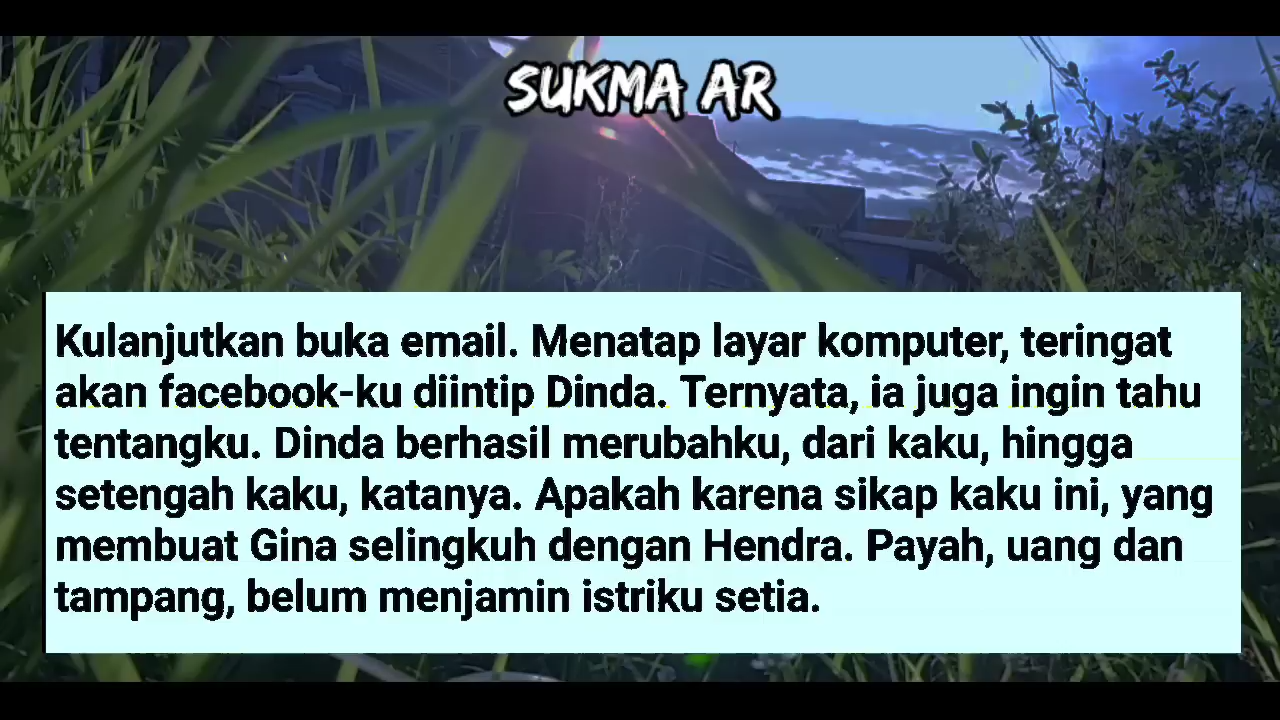 SUKMA AR
Kulanjutkan buka email. Menatap layar komputer, teringat
akan facebook-ku diintip Dinda. Ternyata, ia juga ingin tahu
tentangku. Dinda berhasil merubahku, dari kaku, hingga
setengah kaku, katanya. Apakah karena sikap kaku ini, yang
membuat Gina selingkuh dengan Hendra. Payah, uang dan
tampang, belum menjamin istriku setia.